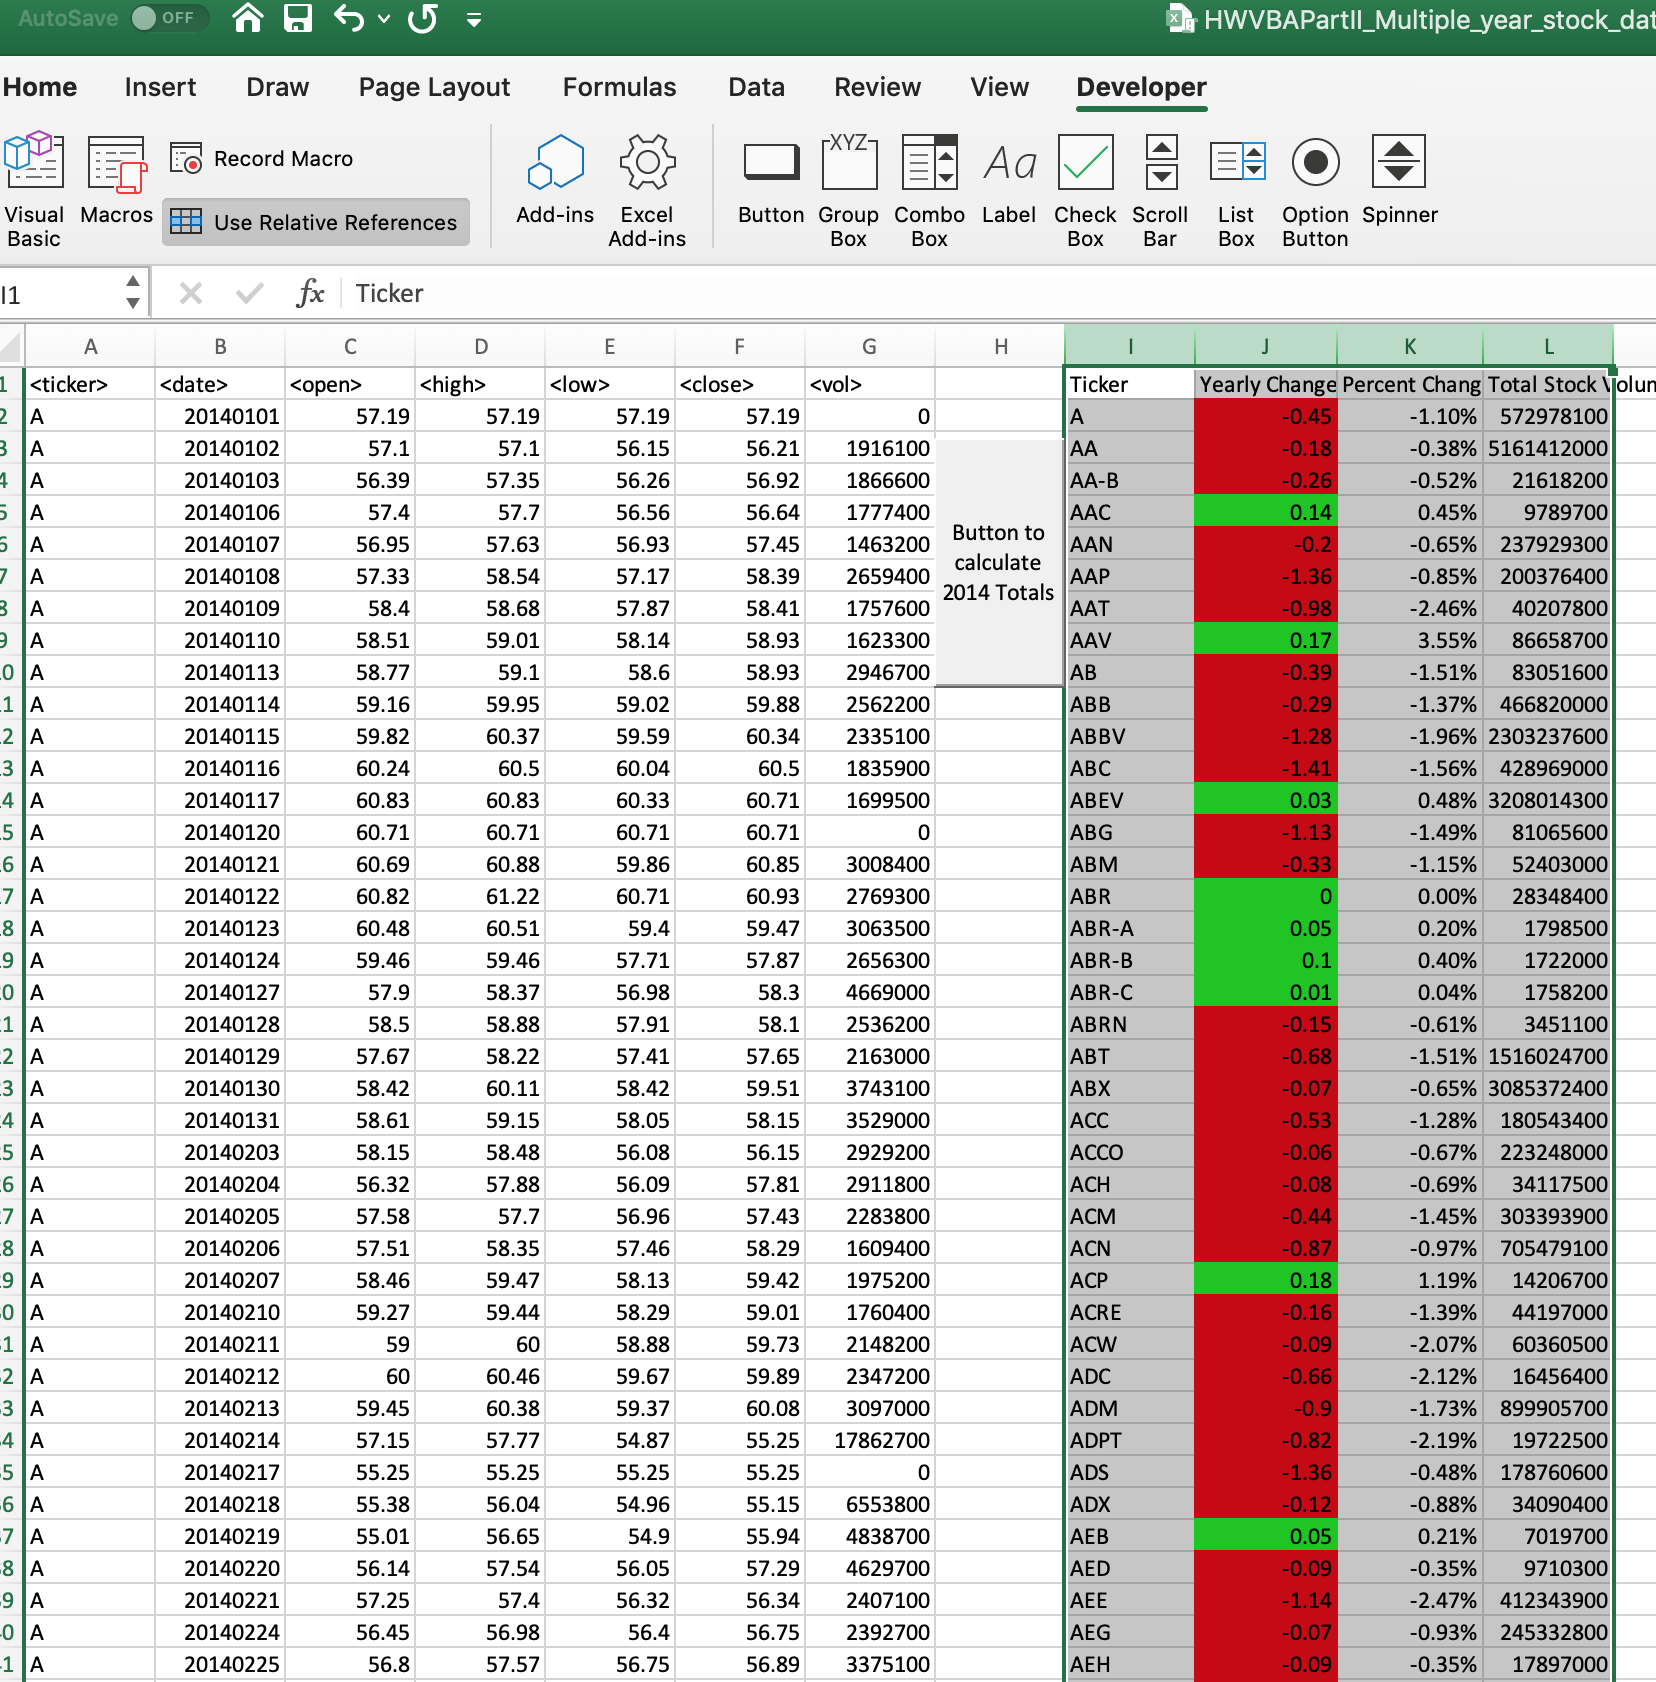 AutoSave OFF HWVBAPartII_Multiple_year_stock_dat
Home Insert Draw Page Layout Formulas Data Review View Developer
Visual Basic Macros Record Macro Use Relative References Add-ins Excel Add-ins Button Group Box Combo Box Label Check Box Scroll Bar List Box Option Button Spinner
XYZ Aa
I1 fx Ticker
A B C D E F G H I J K L
1 <ticker> <date> <open> <high> <low> <close> <vol> Ticker Yearly Change Percent Chang Total Stock Volum
2 A 20140101 57.19 57.19 57.19 57.19 0 A -0.45 -1.10% 572978100
3 A 20140102 57.1 57.1 56.15 56.21 1916100 AA -0.18 -0.38% 5161412000
4 A 20140103 56.39 57.35 56.26 56.92 1866600 AA-B -0.26 -0.52% 21618200
5 A 20140106 57.4 57.7 56.56 56.64 1777400 AAC 0.14 0.45% 9789700
6 A 20140107 56.95 57.63 56.93 57.45 1463200 AAN -0.2 -0.65% 237929300
7 A 20140108 57.33 58.54 57.17 58.39 2659400 AAP -1.36 -0.85% 200376400
8 A 20140109 58.4 58.68 57.87 58.41 1757600 AAT -0.98 -2.46% 40207800
9 A 20140110 58.51 59.01 58.14 58.93 1623300 AAV 0.17 3.55% 86658700
0 A 20140113 58.77 59.1 58.6 58.93 2946700 AB -0.39 -1.51% 83051600
Button to
calculate
2014 Totals
1 A 20140114 59.16 59.95 59.02 59.88 2562200 ABB -0.29 -1.37% 466820000
2 A 20140115 59.82 60.37 59.59 60.34 2335100 ABBV -1.28 -1.96% 2303237600
3 A 20140116 60.24 60.5 60.04 60.5 1835900 ABC -1.41 -1.56% 428969000
4 A 20140117 60.83 60.83 60.33 60.71 1699500 ABEV 0.03 0.48% 3208014300
5 A 20140120 60.71 60.71 60.71 60.71 0 ABG -1.13 -1.49% 81065600
6 A 20140121 60.69 60.88 59.86 60.85 3008400 ABM -0.33 -1.15% 52403000
7 A 20140122 60.82 61.22 60.71 60.93 2769300 ABR 0 0.00% 28348400
8 A 20140123 60.48 60.51 59.4 59.47 3063500 ABR-A 0.05 0.20% 1798500
9 A 20140124 59.46 59.46 57.71 57.87 2656300 ABR-B 0.1 0.40% 1722000
0 A 20140127 57.9 58.37 56.98 58.3 4669000 ABR-C 0.01 0.04% 1758200
1 A 20140128 58.5 58.88 57.91 58.1 2536200 ABRN -0.15 -0.61% 3451100
2 A 20140129 57.67 58.22 57.41 57.65 2163000 ABT -0.68 -1.51% 1516024700
3 A 20140130 58.42 60.11 58.42 59.51 3743100 ABX -0.07 -0.65% 3085372400
4 A 20140131 58.61 59.15 58.05 58.15 3529000 ACC -0.53 -1.28% 180543400
5 A 20140203 58.15 58.48 56.08 56.15 2929200 ACCO -0.06 -0.67% 223248000
6 A 20140204 56.32 57.88 56.09 57.81 2911800 ACH -0.08 -0.69% 34117500
7 A 20140205 57.58 57.7 56.96 57.43 2283800 ACM -0.44 -1.45% 303393900
8 A 20140206 57.51 58.35 57.46 58.29 1609400 ACN -0.87 -0.97% 705479100
9 A 20140207 58.46 59.47 58.13 59.42 1975200 ACP 0.18 1.19% 14206700
0 A 20140210 59.27 59.44 58.29 59.01 1760400 ACRE -0.16 -1.39% 44197000
1 A 20140211 59 60 58.88 59.73 2148200 ACW -0.09 -2.07% 60360500
2 A 20140212 60 60.46 59.67 59.89 2347200 ADC -0.66 -2.12% 16456400
3 A 20140213 59.45 60.38 59.37 60.08 3097000 ADM -0.9 -1.73% 899905700
4 A 20140214 57.15 57.77 54.87 55.25 17862700 ADPT -0.82 -2.19% 19722500
5 A 20140217 55.25 55.25 55.25 55.25 0 ADS -1.36 -0.48% 178760600
6 A 20140218 55.38 56.04 54.96 55.15 6553800 ADX -0.12 -0.88% 34090400
7 A 20140219 55.01 56.65 54.9 55.94 4838700 AEB 0.05 0.21% 7019700
8 A 20140220 56.14 57.54 56.05 57.29 4629700 AED -0.09 -0.35% 9710300
9 A 20140221 57.25 57.4 56.32 56.34 2407100 AEE -1.14 -2.47% 412343900
0 A 20140224 56.45 56.98 56.4 56.75 2392700 AEG -0.07 -0.93% 245332800
1 A 20140225 56.8 57.57 56.75 56.89 3375100 AEH -0.09 -0.35% 17897000